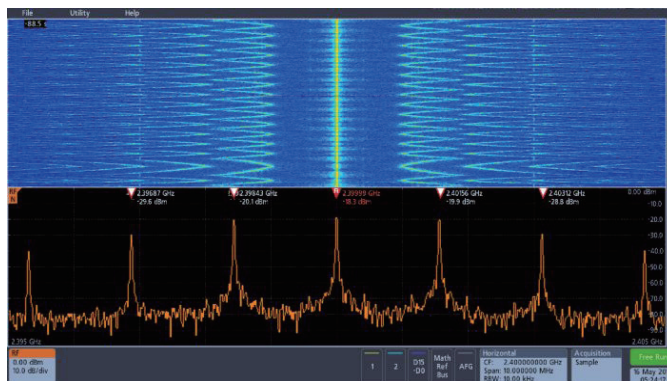 File Utility Help
-88.5 s
2.39687 GHz 2.39843 GHz 2.39999 GHz 2.40156 GHz 2.40312 GHz 0.00 dBm
-29.6 dBm -20.1 dBm -18.3 dBm -19.9 dBm -28.8 dBm -10.0
-20.0
-30.0
-40.0
-50.0
-60.0
-70.0
-80.0
2.395 GHz 2.405 GHz
RF
0.00 dBm
10.0 dB/div
1
2
D15
-D0
Math
Ref
Bus
AFG
Horizontal
CF: 2.400000000 GHz
Span: 10.000000 MHz
RBW: 10.00 kHz
Acquisition
Sample
Free Run
16 May 20